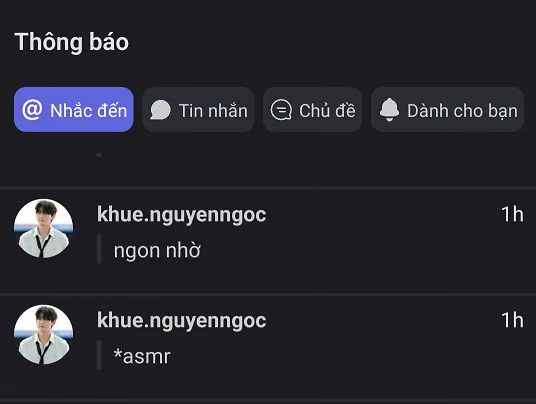 Thông báo
@ Nhắc đến Tin nhắn Chủ đề Dành cho bạn
khue.nguyenngoc 1h
ngon nhờ
khue.nguyenngoc 1h
*asmr